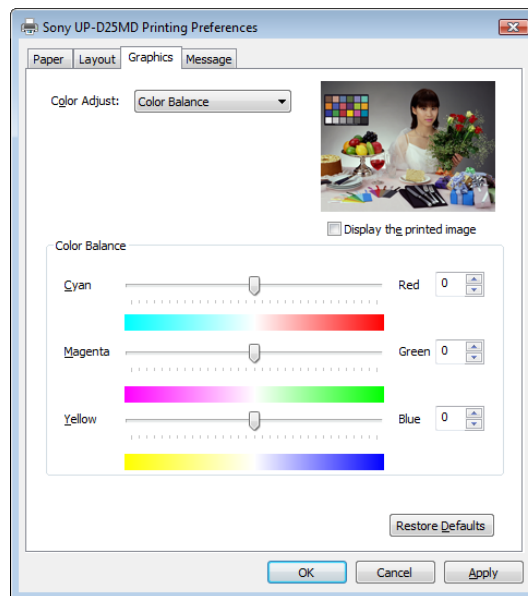 Sony UP-D25MD Printing Preferences
Paper Layout Graphics Message
Color Adjust: Color Balance
Display the printed image
Color Balance
Cyan Red 0
Magenta Green 0
Yellow Blue 0
Restore Defaults
OK Cancel Apply